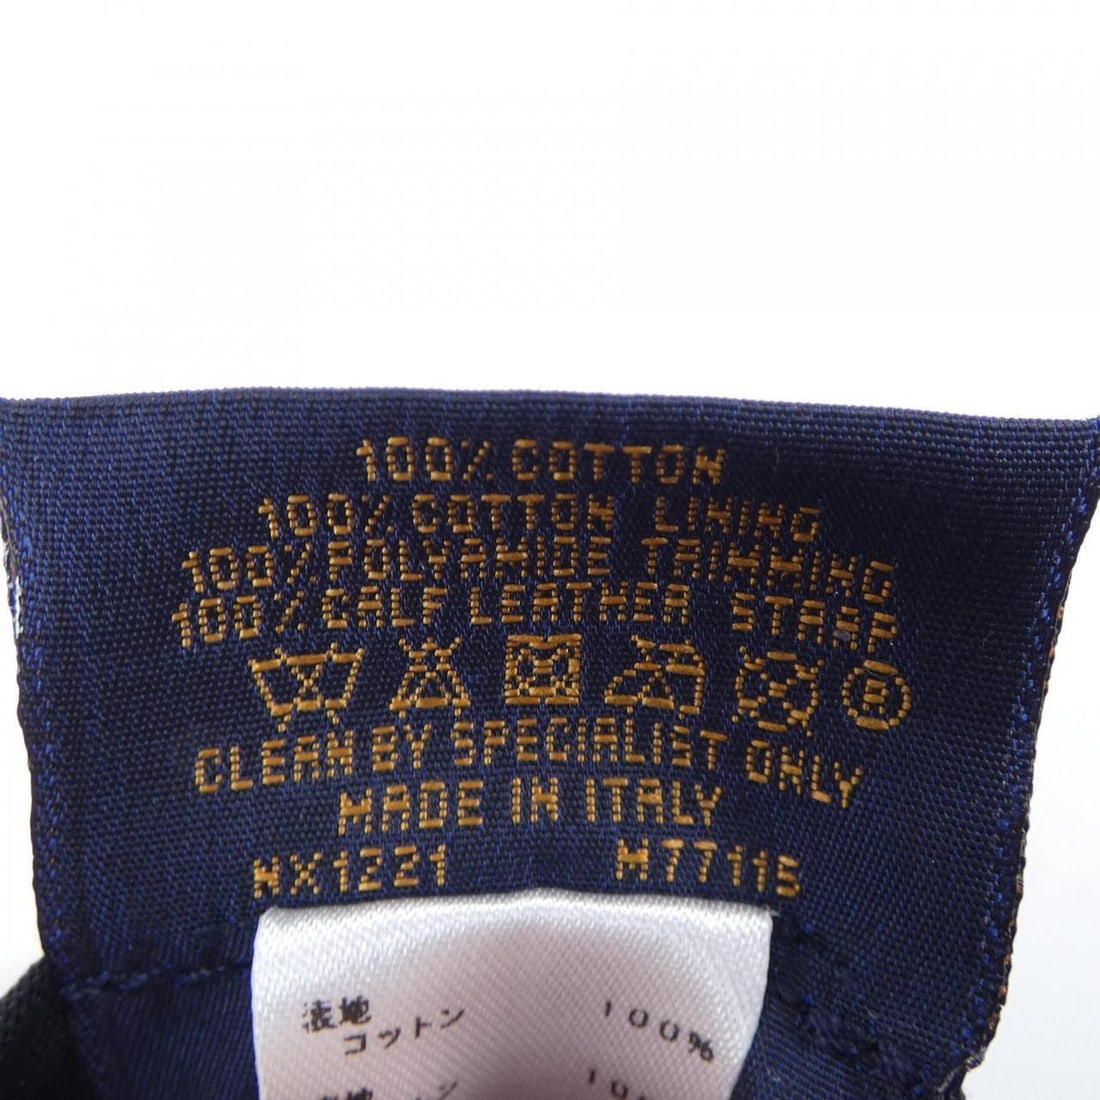 100% COTTON
100% COTTON LINING
100% POLYAMIDE TRIMMING
100% CALF LEATHER STRAP
R
CLEAN BY SPECIALIST ONLY
MADE IN ITALY
NX1221 M77115
表地
コットン 100%